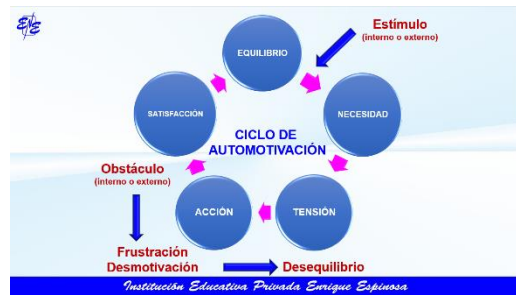 ENE
Estímulo
(interno o externo)
EQUILIBRIO
SATISFACCIÓN
NECESIDAD
CICLO DE
AUTOMOTIVACIÓN
Obstáculo
(interno o externo)
ACCIÓN
TENSIÓN
Frustración
Desmotivación
Desequilibrio
Institución Educativa Privada Enrique Espinosa